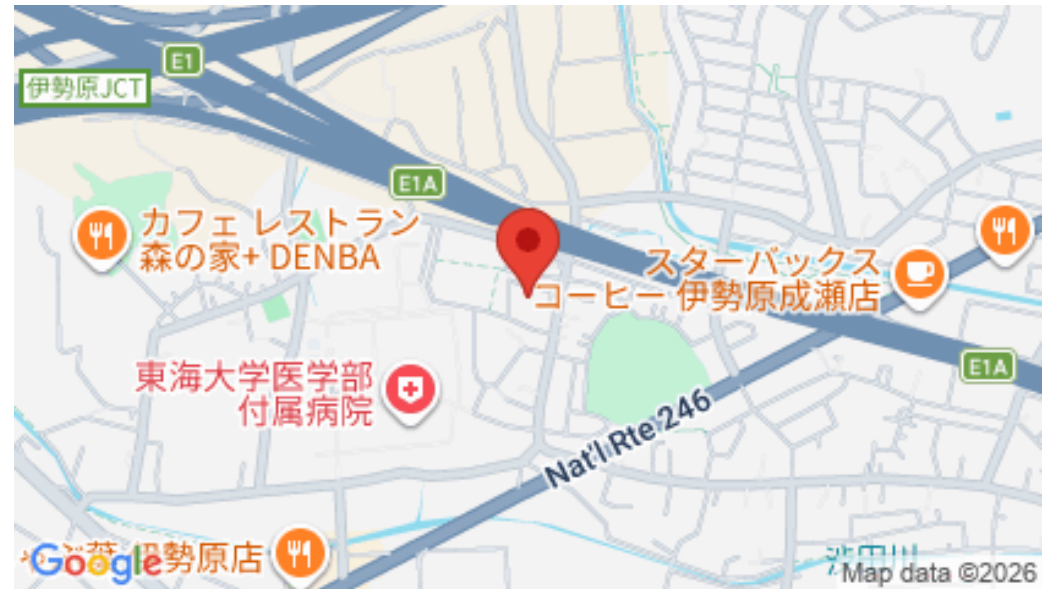 E1
伊勢原JCT
E1A
カフェ レストラン
森の家+ DENBA
スターバックス
コーヒー 伊勢原成瀬店
E1A
東海大学医学部
付属病院
Nat'l Rte 246
伊勢原店
Google
渋田川
Map data ©2026